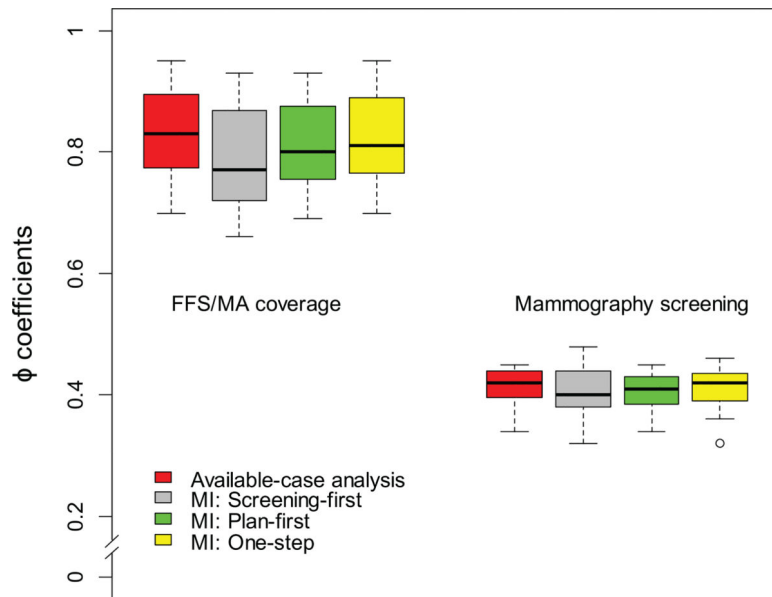 1
0.8
0.6
0.4
0.2
0
ϕ coefficients
FFS/MA coverage
Mammography screening
Available-case analysis
MI: Screening-first
MI: Plan-first
MI: One-step